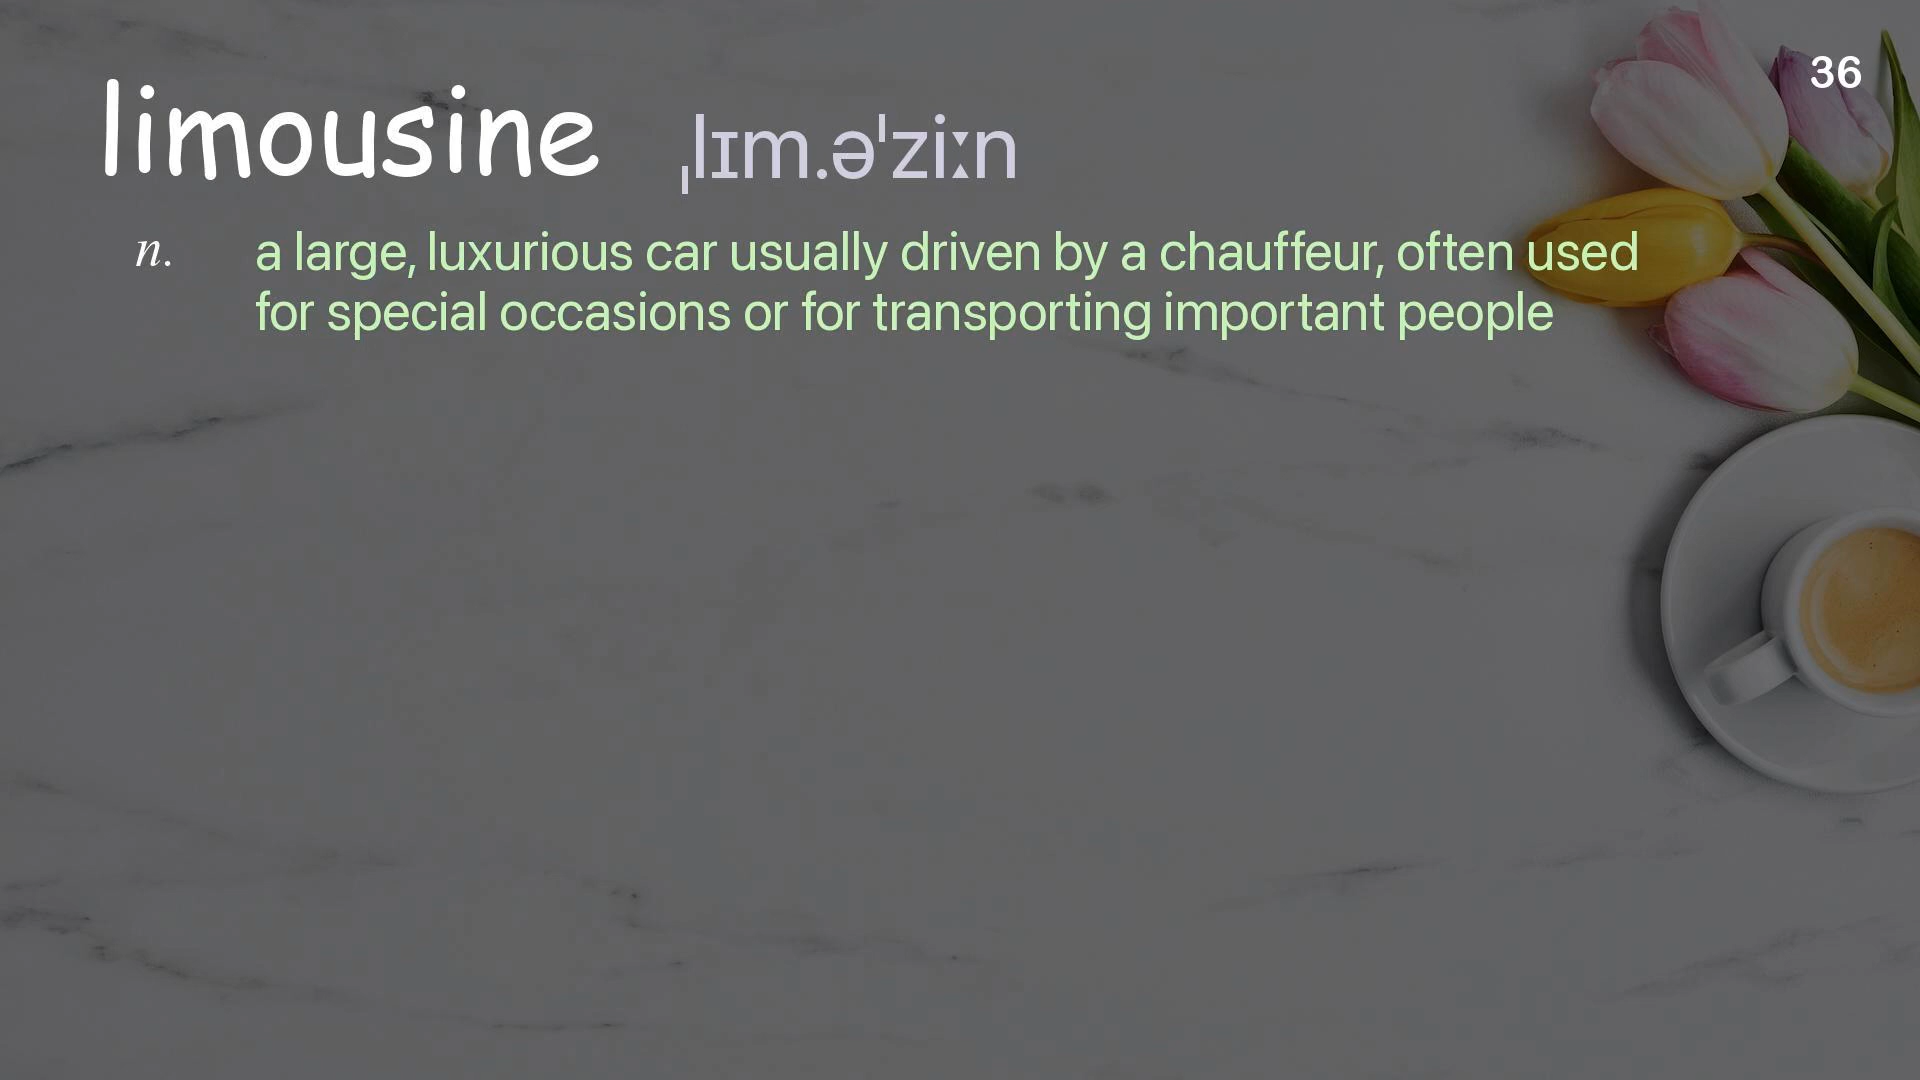 36
limousine ˌlɪm.əˈziːn
n. a large, luxurious car usually driven by a chauffeur, often used
for special occasions or for transporting important people